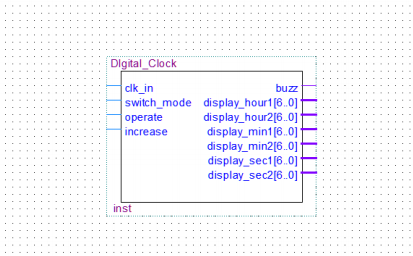 DIgital_Clock
clk_in buzz
switch_mode display_hour1[6..0]
operate display_hour2[6..0]
increase display_min1[6..0]
display_min2[6..0]
display_sec1[6..0]
display_sec2[6..0]
inst